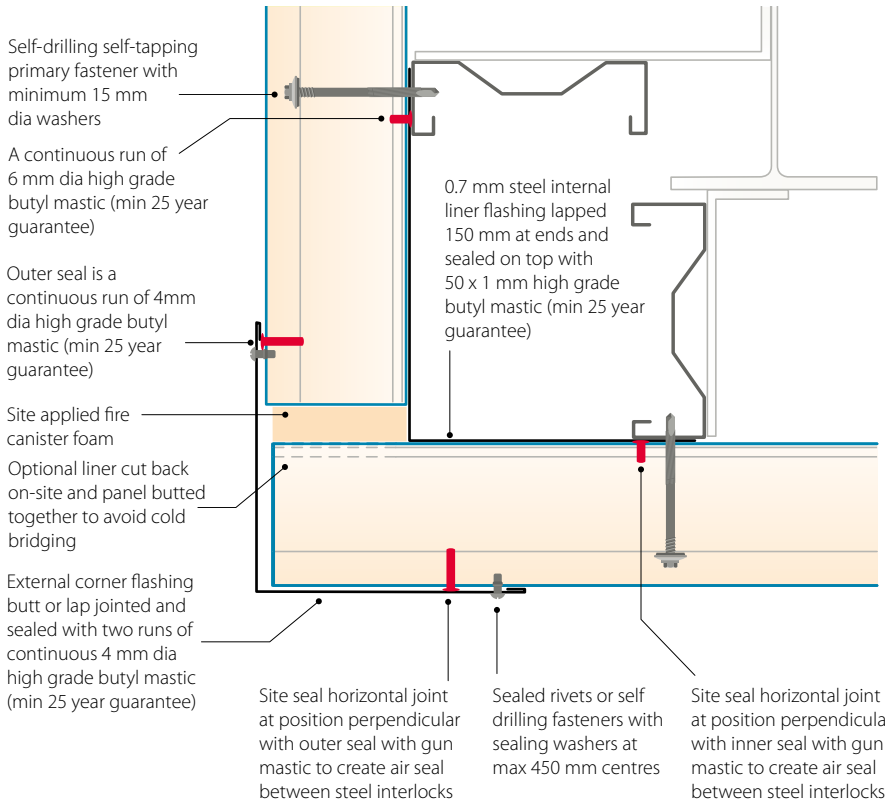 Self-drilling self-tapping
primary fastener with
minimum 15 mm
dia washers
A continuous run of
6 mm dia high grade
butyl mastic (min 25 year
guarantee)
Outer seal is a
continuous run of 4mm
dia high grade butyl
mastic (min 25 year
guarantee)
Site applied fire
canister foam
Optional liner cut back
on-site and panel butted
together to avoid cold
bridging
External corner flashing
butt or lap jointed and
sealed with two runs of
continuous 4 mm dia
high grade butyl mastic
(min 25 year guarantee)
0.7 mm steel internal
liner flashing lapped
150 mm at ends and
sealed on top with
50 x 1 mm high grade
butyl mastic (min 25 year
guarantee)
Site seal horizontal joint
at position perpendicular
with outer seal with gun
mastic to create air seal
between steel interlocks
Sealed rivets or self
drilling fasteners with
sealing washers at
max 450 mm centres
Site seal horizontal joint
at position perpendicula
with inner seal with gun
mastic to create air seal
between steel interlocks